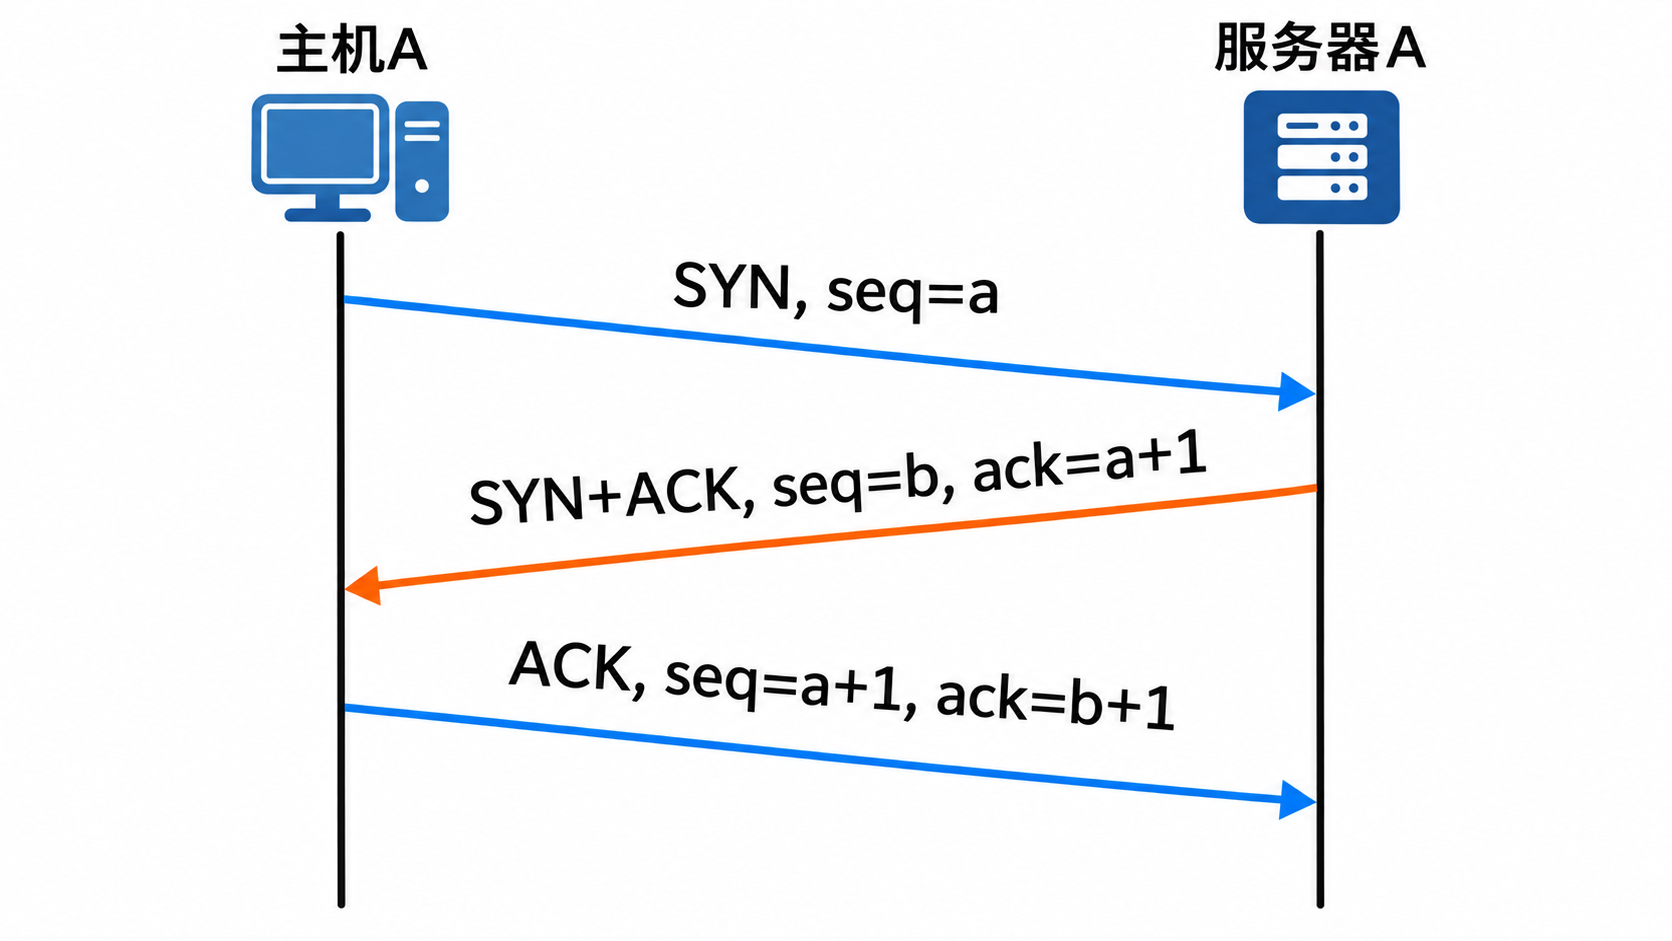 主机A
服务器A
SYN, seq=a
SYN+ACK, seq=b, ack=a+1
ACK, seq=a+1, ack=b+1